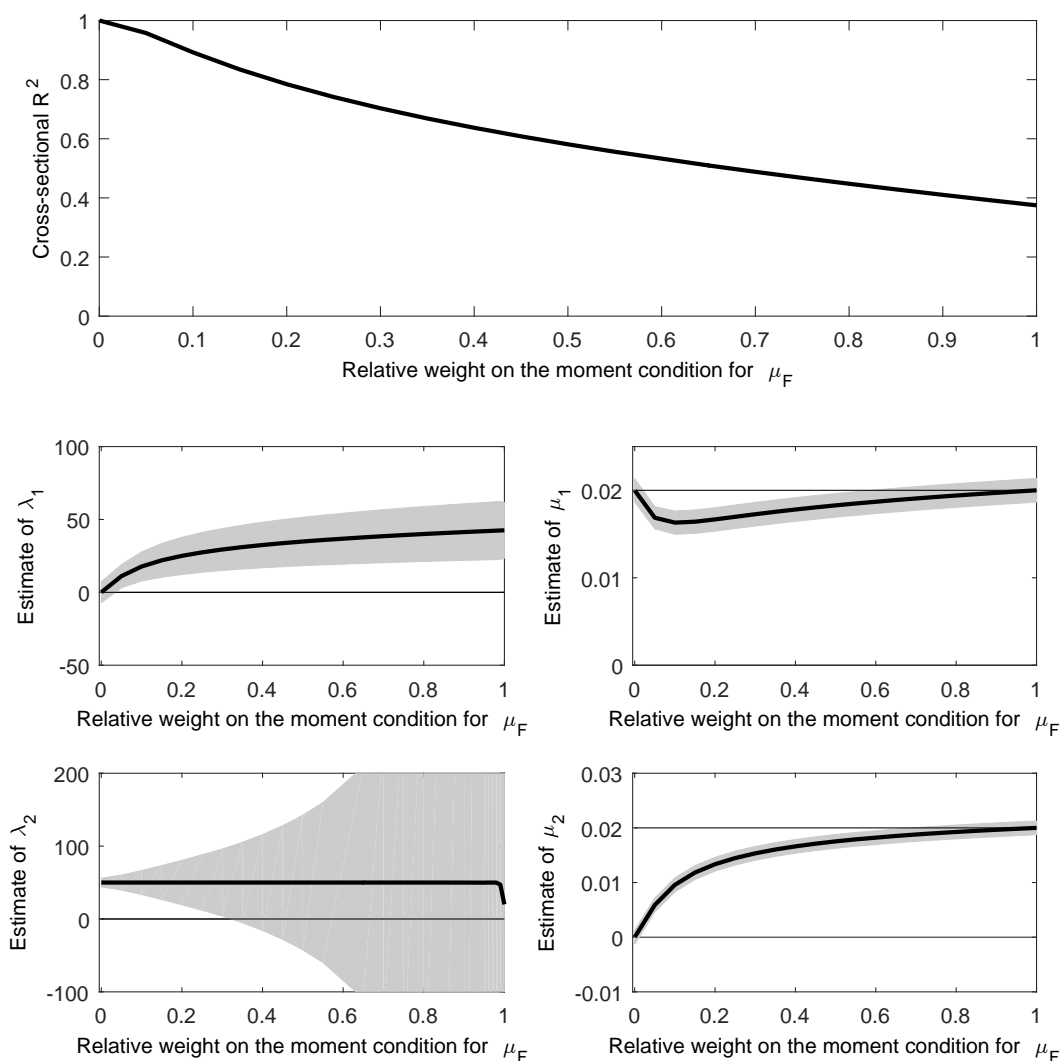 Cross-sectional R²
1
0.8
0.6
0.4
0.2
0
0 0.1 0.2 0.3 0.4 0.5 0.6 0.7 0.8 0.9 1
Relative weight on the moment condition for μ_F
Estimate of λ₁
100
50
0
-50
0 0.2 0.4 0.6 0.8 1
Relative weight on the moment condition for μ_F
Estimate of μ₁
0.02
0.01
0
0 0.2 0.4 0.6 0.8 1
Relative weight on the moment condition for μ_F
Estimate of λ₂
200
100
0
-100
0 0.2 0.4 0.6 0.8 1
Relative weight on the moment condition for μ_F
Estimate of μ₂
0.03
0.02
0.01
0
-0.01
0 0.2 0.4 0.6 0.8 1
Relative weight on the moment condition for μ_F